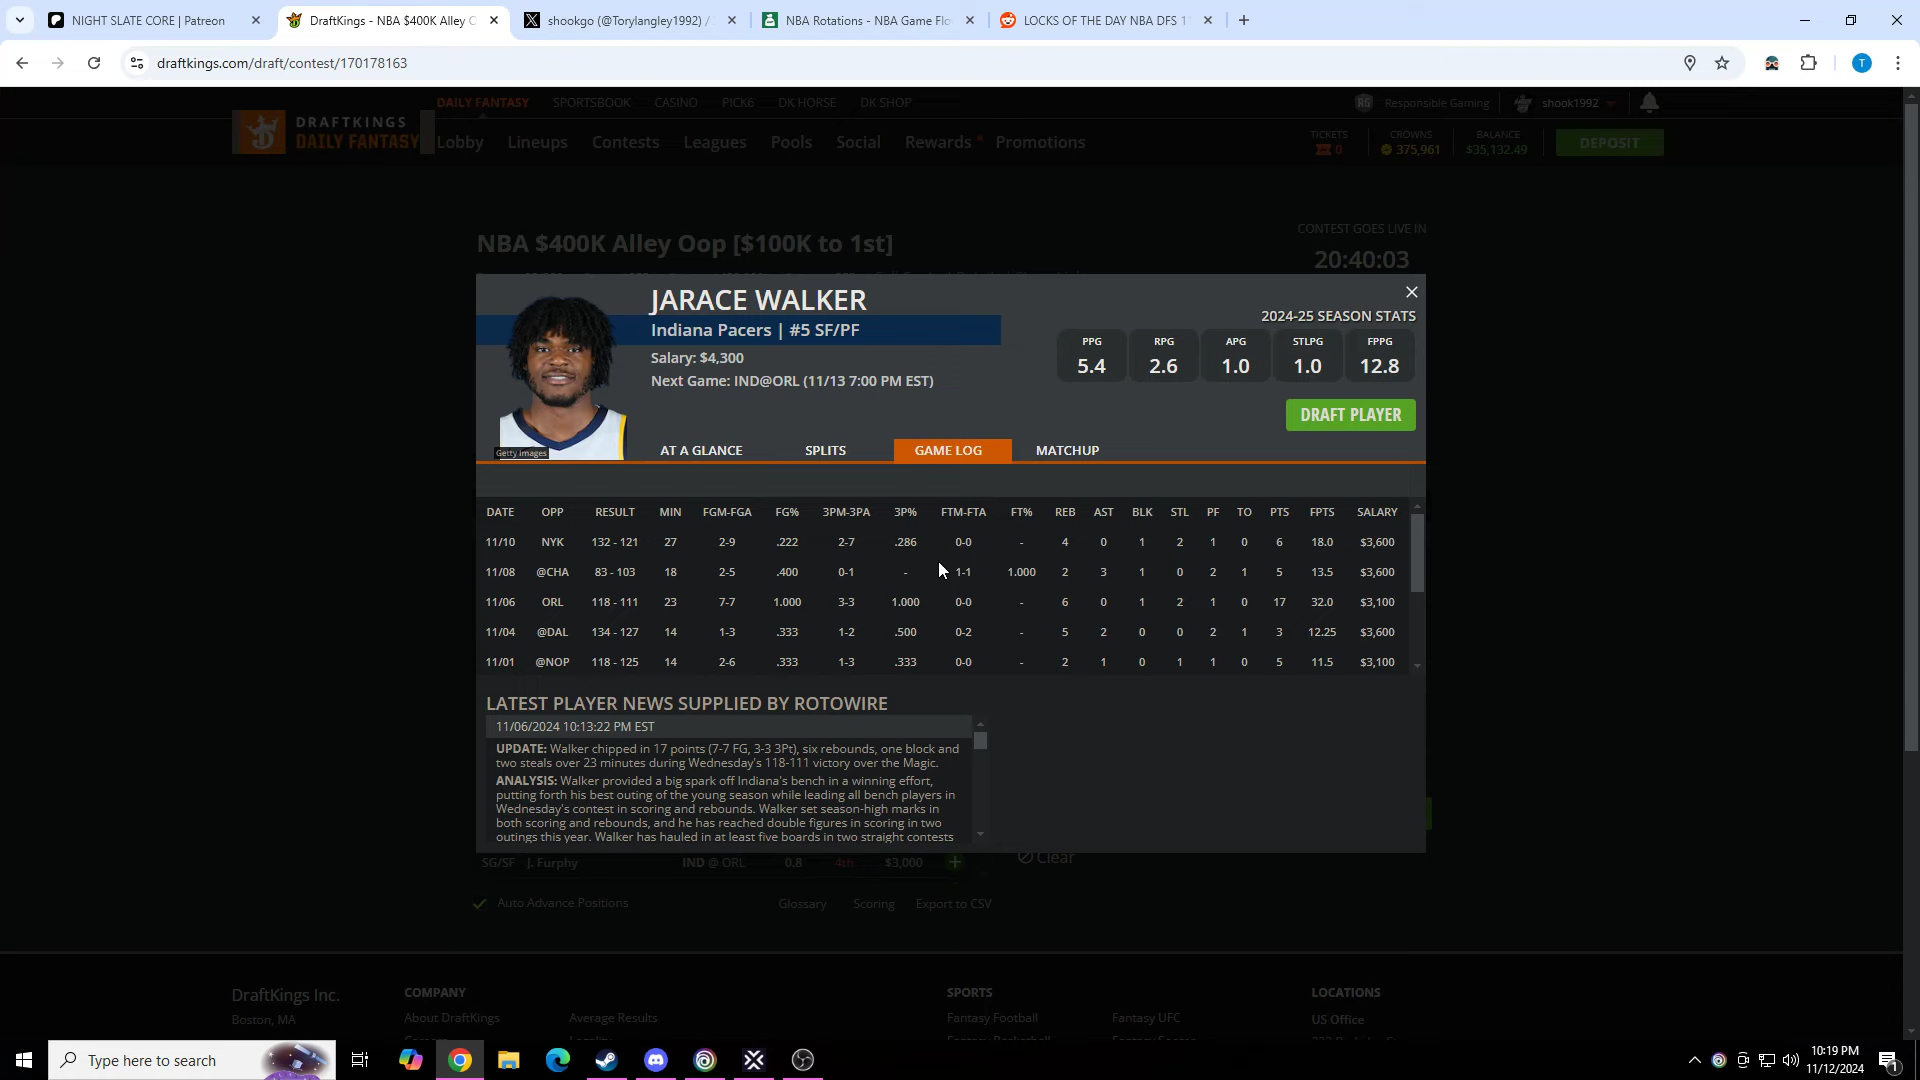 NIGHT SLATE CORE | Patreon
DraftKings - NBA $400K Alley O
shookgo (@Torylangley1992) /
NBA Rotations - NBA Game Flo
LOCKS OF THE DAY NBA DFS 1
draftkings.com/draft/contest/170178163
T
DAILY FANTASY SPORTSBOOK CASINO PICK6 DK HORSE DK SHOP
RG Responsible Gaming shook1992
DRAFTKINGS
DAILY FANTASY
Lobby Lineups Contests Leagues Pools Social Rewards Promotions
TICKETS CROWNS BALANCE
0 375,961 $35,132.49
DEPOSIT
CONTEST GOES LIVE IN
NBA $400K Alley Oop [$100K to 1st]
20:40:03
JARACE WALKER
Indiana Pacers | #5 SF/PF
Salary: $4,300
Next Game: IND@ORL (11/13 7:00 PM EST)
2024-25 SEASON STATS
PPG RPG APG STLPG FPPG
5.4 2.6 1.0 1.0 12.8
DRAFT PLAYER
Getty Images
AT A GLANCE SPLITS GAME LOG MATCHUP
DATE OPP RESULT MIN FGM-FGA FG% 3PM-3PA 3P% FTM-FTA FT% REB AST BLK STL PF TO PTS FPTS SALARY
11/10 NYK 132 - 121 27 2-9 .222 2-7 .286 0-0 - 4 0 1 2 1 0 6 18.0 $3,600
11/08 @CHA 83 - 103 18 2-5 .400 0-1 - 1-1 1.000 2 3 1 0 2 1 5 13.5 $3,600
11/06 ORL 118 - 111 23 7-7 1.000 3-3 1.000 0-0 - 6 0 1 2 1 0 17 32.0 $3,100
11/04 @DAL 134 - 127 14 1-3 .333 1-2 .500 0-2 - 5 2 0 0 2 1 3 12.25 $3,600
11/01 @NOP 118 - 125 14 2-6 .333 1-3 .333 0-0 - 2 1 0 1 1 0 5 11.5 $3,100
LATEST PLAYER NEWS SUPPLIED BY ROTOWIRE
11/06/2024 10:13:22 PM EST
UPDATE: Walker chipped in 17 points (7-7 FG, 3-3 3Pt), six rebounds, one block and
two steals over 23 minutes during Wednesday's 118-111 victory over the Magic.
ANALYSIS: Walker provided a big spark off Indiana's bench in a winning effort,
putting forth his best outing of the young season while leading all bench players in
Wednesday's contest in scoring and rebounds. Walker set season-high marks in
both scoring and rebounds, and he has reached double figures in scoring in two
outings this year. Walker has hauled in at least five boards in two straight contests
SG/SF J. Furphy IND @ ORL 0.8 4th $3,000
Clear
Auto Advance Positions
Glossary Scoring Export to CSV
DraftKings Inc.
Boston, MA
COMPANY
About DraftKings
Average Results
SPORTS
Fantasy Football
Fantasy UFC
LOCATIONS
US Office
Type here to search
10:19 PM
11/12/2024
1